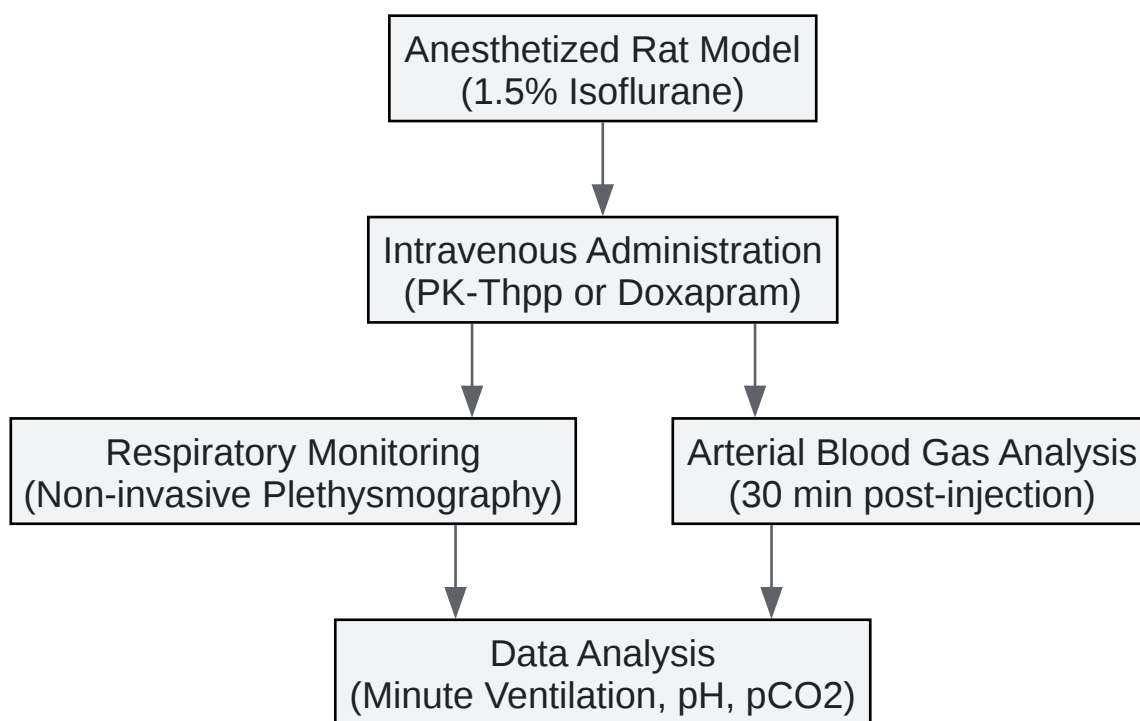 Anesthetized Rat Model
(1.5% Isoflurane)
Intravenous Administration
(PK-Thpp or Doxapram)
Respiratory Monitoring
(Non-invasive Plethysmography)
Arterial Blood Gas Analysis
(30 min post-injection)
Data Analysis
(Minute Ventilation, pH, pCO2)